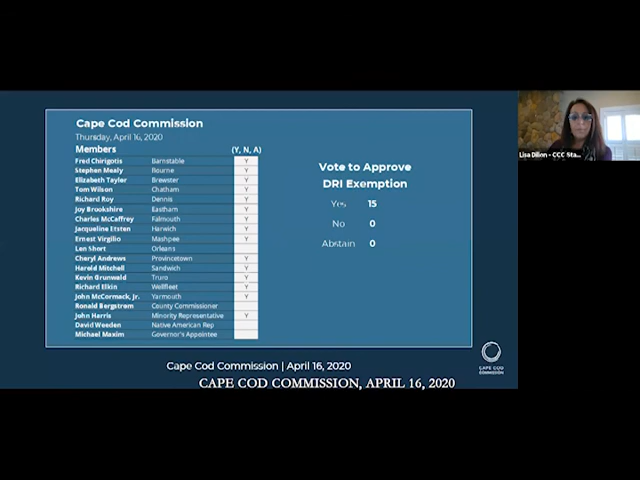 Cape Cod Commission
Thursday, April 16, 2020
Members (Y, N, A)
Fred Chirigotis Barnstable Y
Stephen Mealy Bourne Y
Elizabeth Taylor Brewster Y
Tom Wilson Chatham Y
Richard Roy Dennis Y
Joy Brookshire Eastham Y
Charles McCaffrey Falmouth Y
Jacqueline Etsten Harwich Y
Ernest Virgilio Mashpee Y
Len Short Orleans
Cheryl Andrews Provincetown Y
Harold Mitchell Sandwich Y
Kevin Grunwald Truro Y
Richard Elkin Wellfleet Y
John McCormack, Jr. Yarmouth Y
Ronald Bergstrom County Commissioner
John Harris Minority Representative Y
David Weeden Native American Rep
Michael Maxim Governor's Appointee
Vote to Approve
DRI Exemption
Yes 15
No 0
Abstain 0
Lisa Dillon - CCC Sta...
Cape Cod Commission | April 16, 2020
CAPE COD COMMISSION, APRIL 16, 2020
CAPE COD
COMMISSION